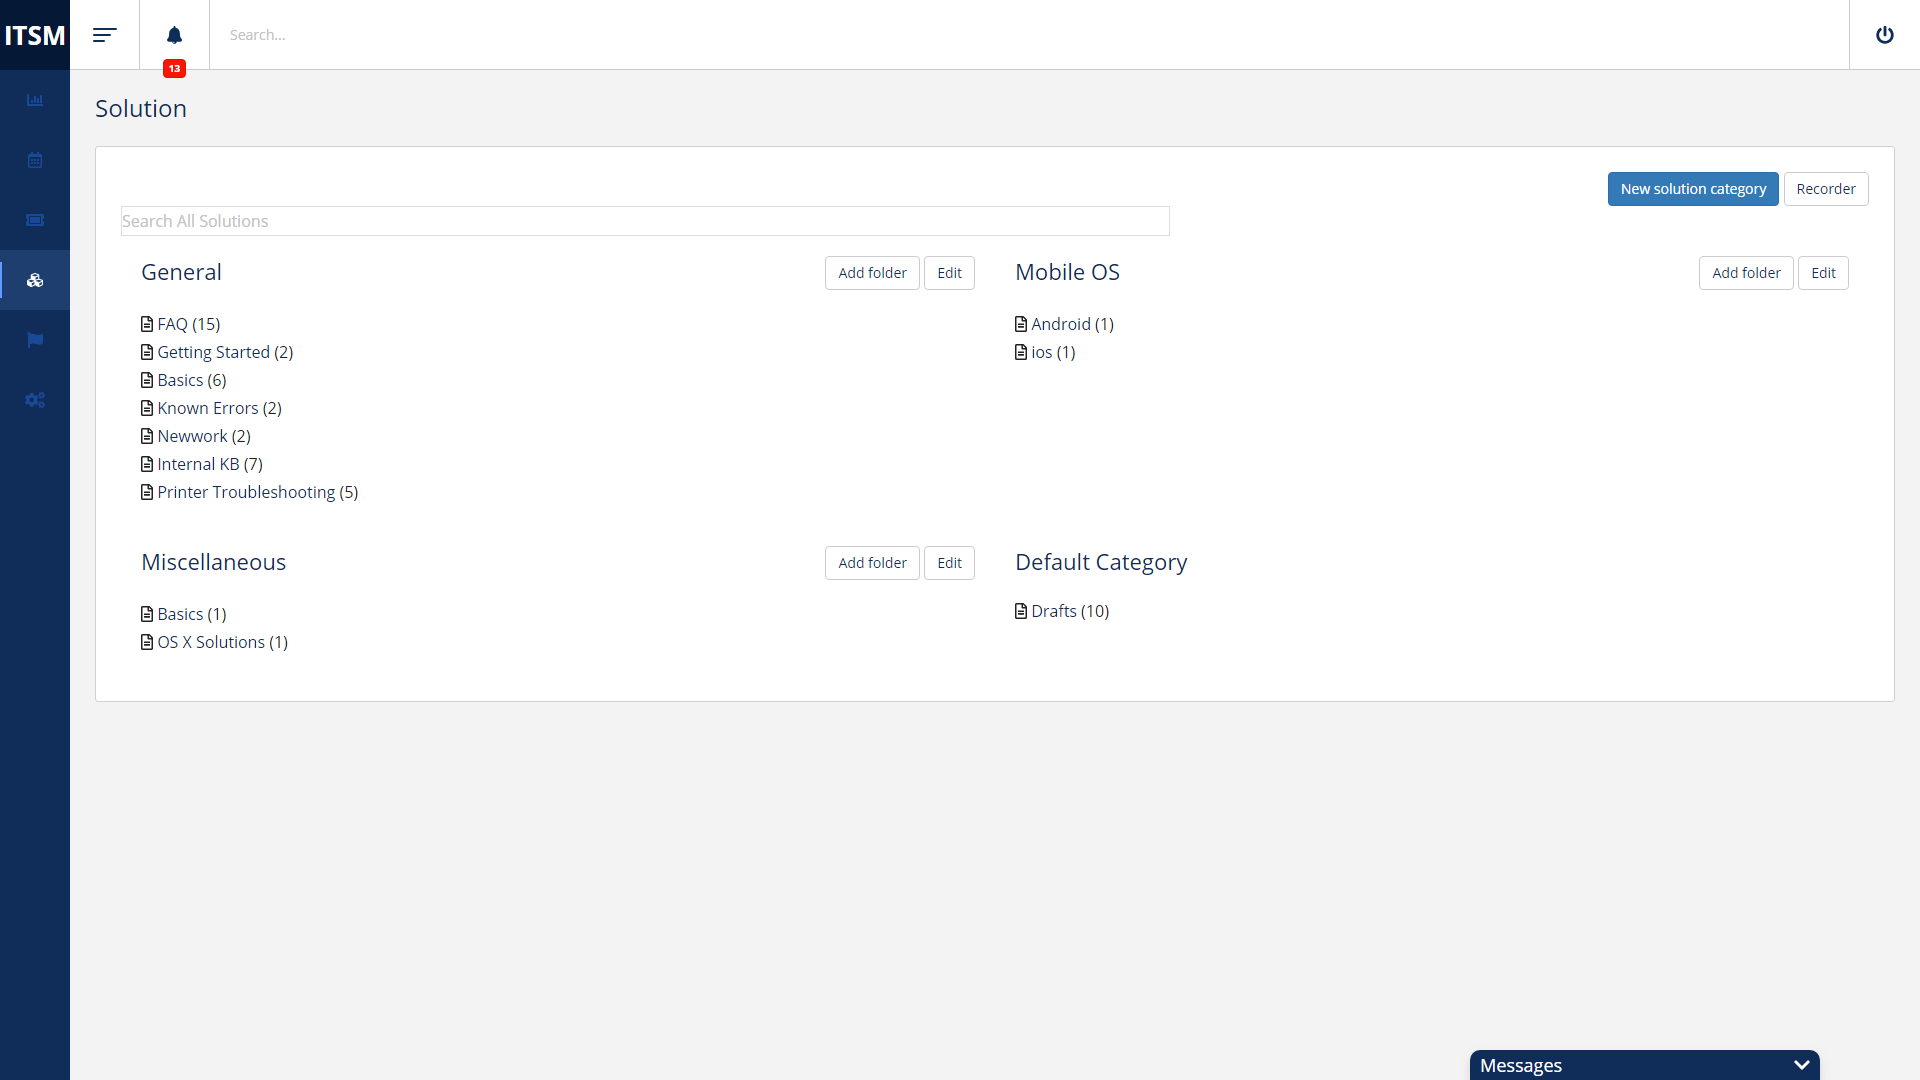 ITSM
13
Search...
Solution
New solution category
Recorder
Search All Solutions
General
Add folder
Edit
FAQ (15)
Getting Started (2)
Basics (6)
Known Errors (2)
Newwork (2)
Internal KB (7)
Printer Troubleshooting (5)
Mobile OS
Add folder
Edit
Android (1)
ios (1)
Miscellaneous
Add folder
Edit
Basics (1)
OS X Solutions (1)
Default Category
Drafts (10)
Messages